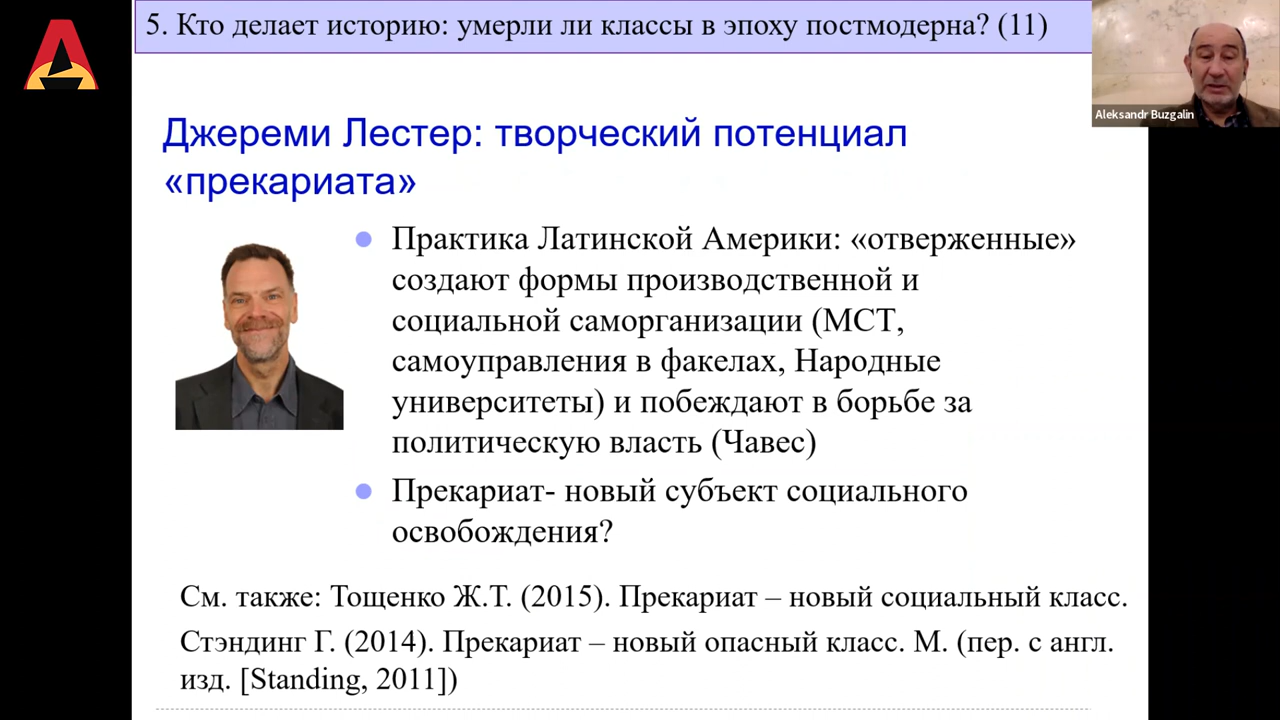 5. Кто делает историю: умерли ли классы в эпоху постмодерна? (11)
Aleksandr Buzgalin
Джереми Лестер: творческий потенциал
«прекариата»
Практика Латинской Америки: «отверженные»
создают формы производственной и
социальной саморганизации (МСТ,
самоуправления в факелах, Народные
университеты) и побеждают в борьбе за
политическую власть (Чавес)
Прекариат- новый субъект социального
освобождения?
См. также: Тощенко Ж.Т. (2015). Прекариат – новый социальный класс.
Стэндинг Г. (2014). Прекариат – новый опасный класс. М. (пер. с англ.
изд. [Standing, 2011])